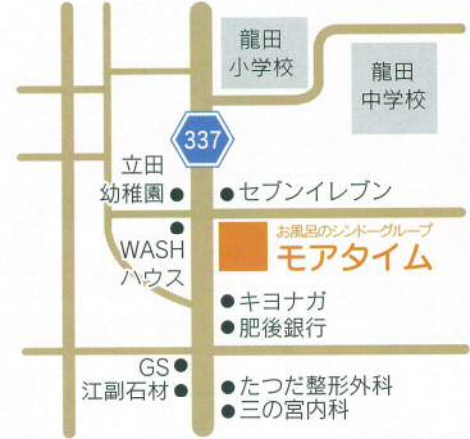 龍田
小学校
龍田
中学校
337
立田
幼稚園
セブンイレブン
WASH
ハウス
お風呂のシンドーグループ
モアタイム
キヨナガ
肥後銀行
GS
江副石材
たつだ整形外科
三の宮内科